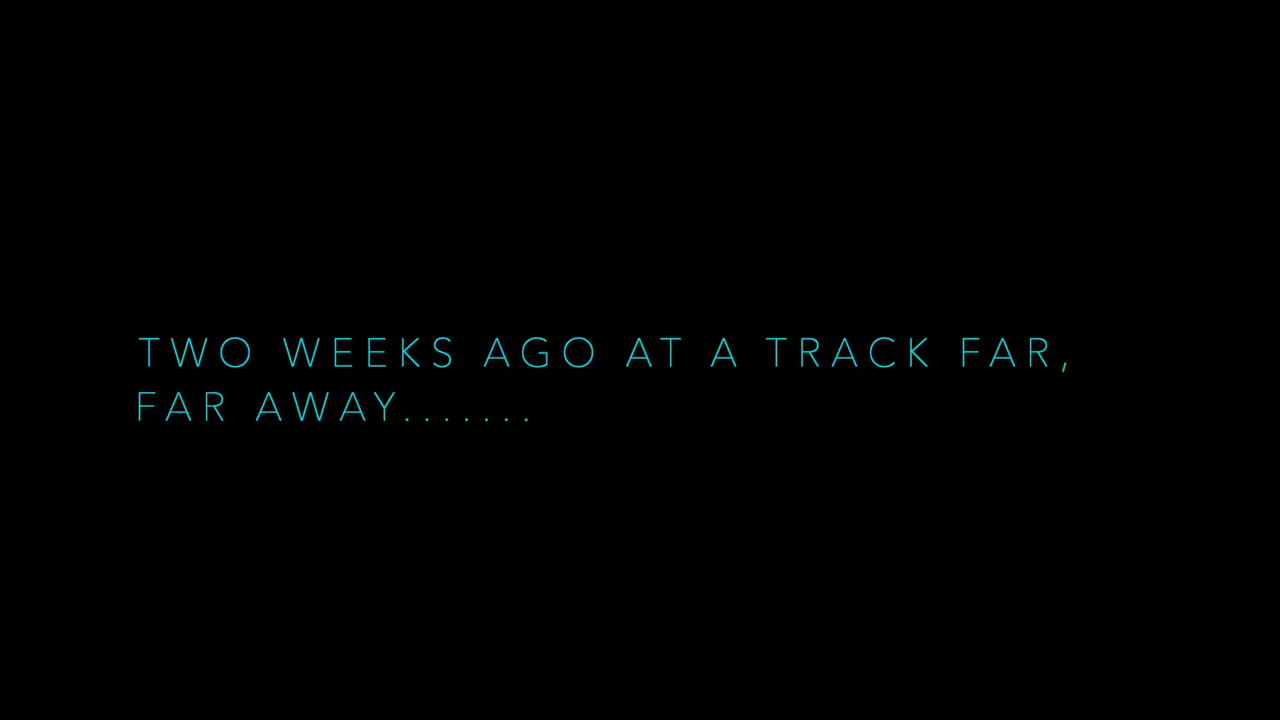 TWO WEEKS AGO AT A TRACK FAR,
FAR AWAY.......